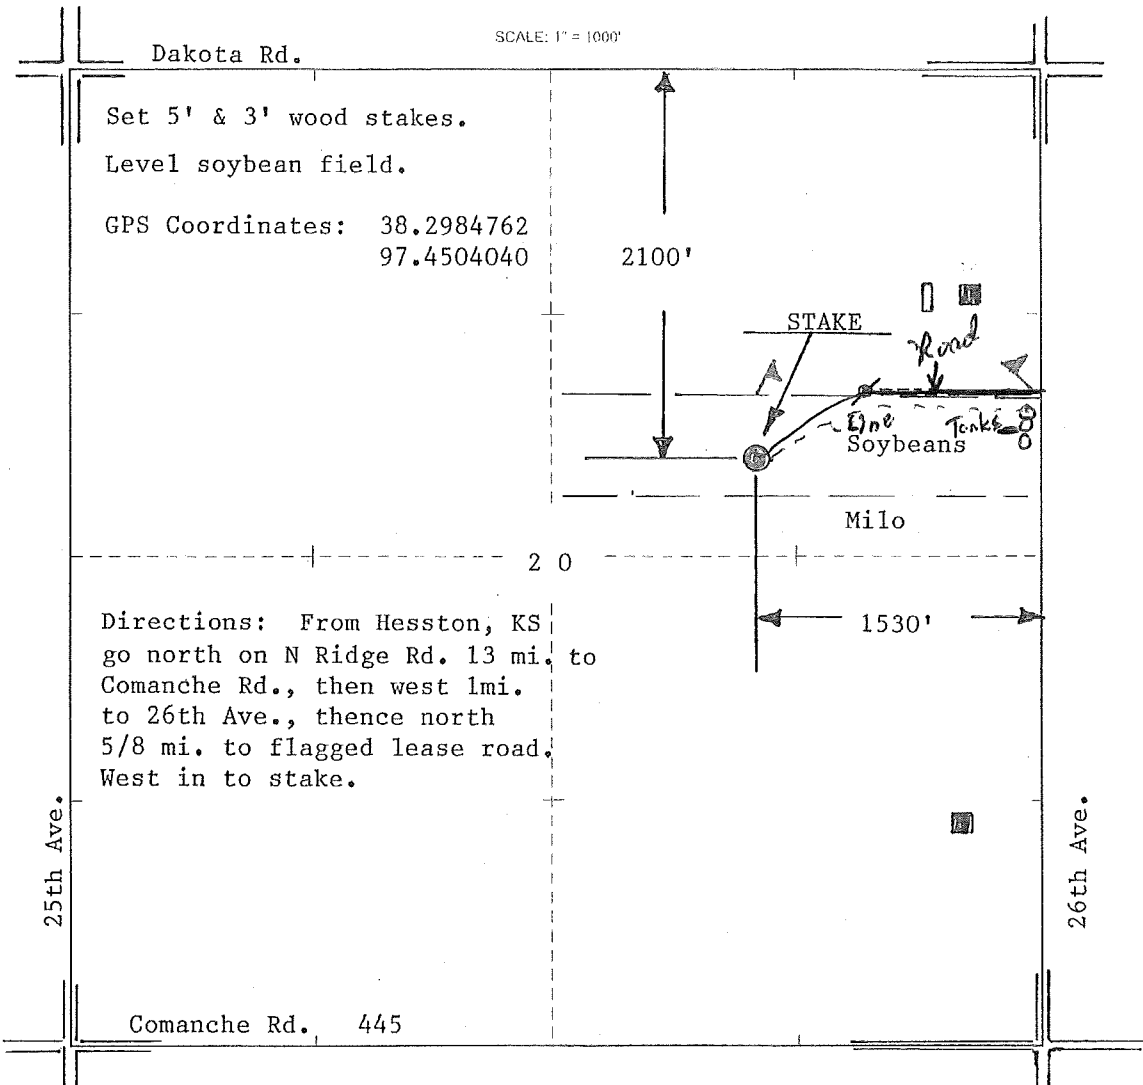 SCALE: 1" = 1000'
Dakota Rd.
Set 5' & 3' wood stakes.
Level soybean field.
GPS Coordinates: 38.2984762
97.4504040
2100'
STAKE
Road
Line
Tanks
Soybeans
Milo
2 0
1530'
Directions: From Hesston, KS
go north on N Ridge Rd. 13 mi. to
Comanche Rd., then west 1mi.
to 26th Ave., thence north
5/8 mi. to flagged lease road.
West in to stake.
25th Ave.
26th Ave.
Comanche Rd. 445